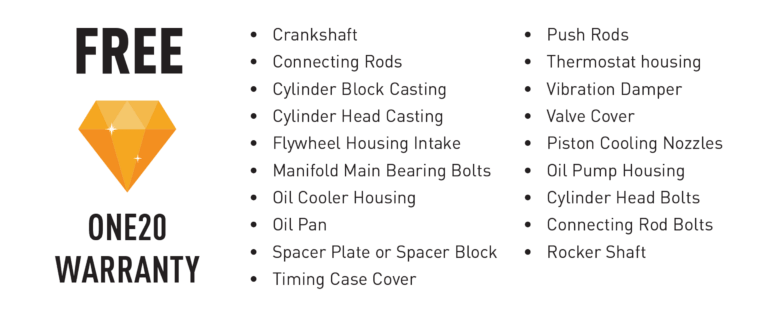 FREE
ONE20
WARRANTY
• Crankshaft
• Connecting Rods
• Cylinder Block Casting
• Cylinder Head Casting
• Flywheel Housing Intake
• Manifold Main Bearing Bolts
• Oil Cooler Housing
• Oil Pan
• Spacer Plate or Spacer Block
• Timing Case Cover
• Push Rods
• Thermostat housing
• Vibration Damper
• Valve Cover
• Piston Cooling Nozzles
• Oil Pump Housing
• Cylinder Head Bolts
• Connecting Rod Bolts
• Rocker Shaft